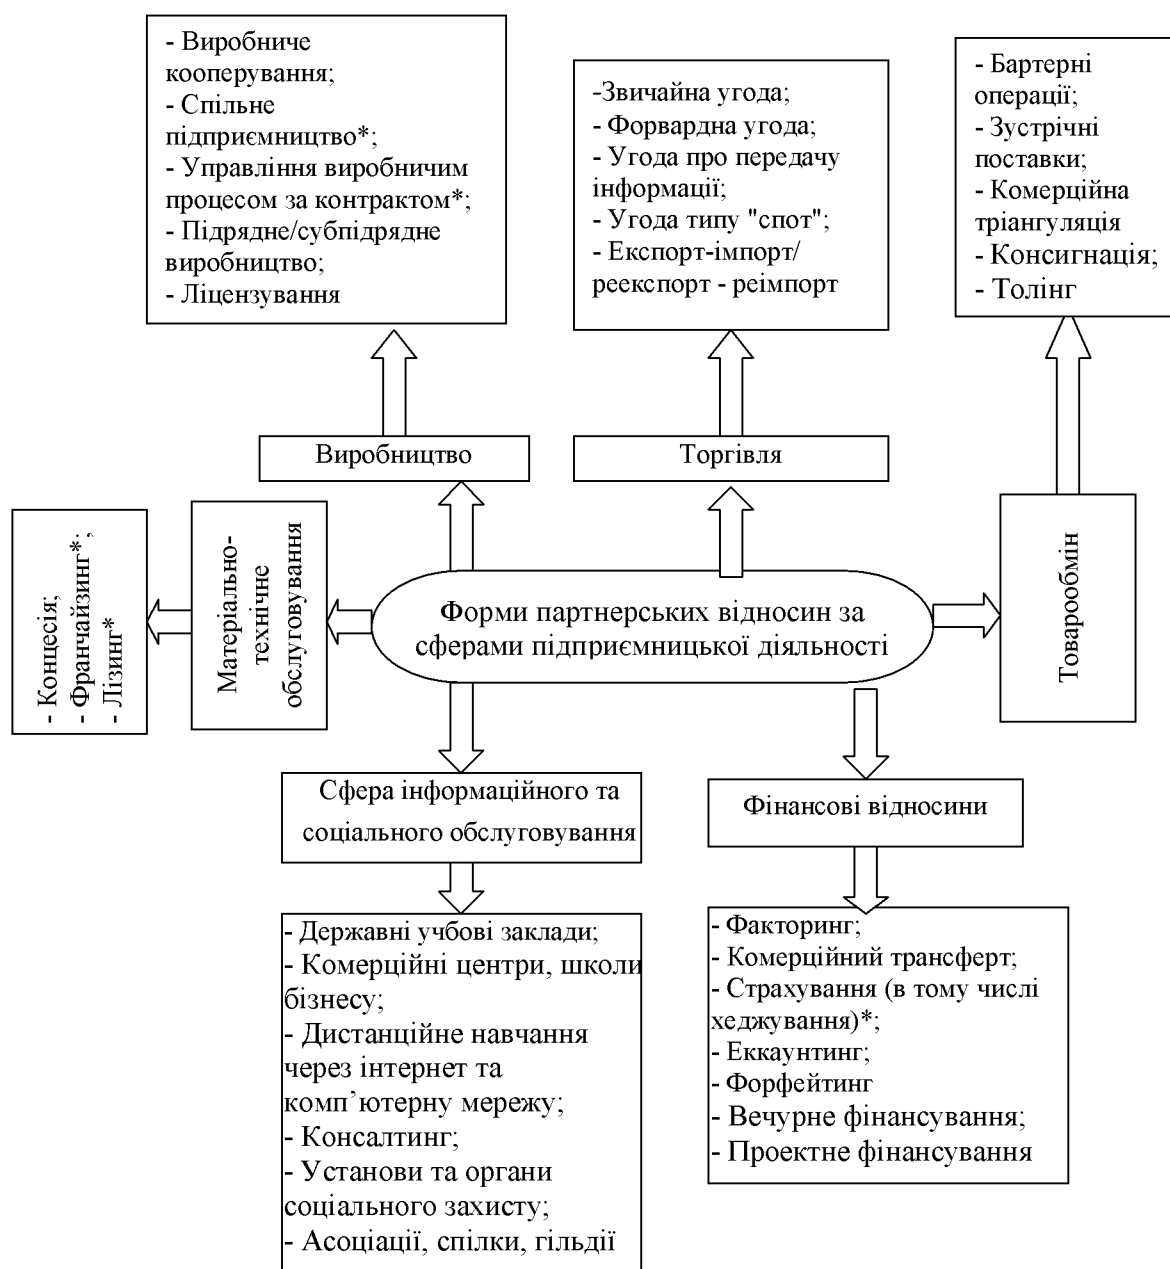 - Виробниче
кооперування;
- Спільне
підприємництво*;
- Управління виробничим
процесом за контрактом*;
- Підрядне/субпідрядне
виробництво;
- Ліцензування
-Звичайна угода;
- Форвардна угода;
- Угода про передачу
інформації;
- Угода типу "спот";
- Експорт-імпорт/
реекспорт - реімпорт
- Бартерні
операції;
- Зустрічні
поставки;
- Комерційна
тріангуляція
- Консигнація;
- Толінг
Виробництво
Торгівля
- Концесія;
- Франчайзинг*;
- Лізинг*
Матеріально-
технічне
обслуговування
Форми партнерських відносин за
сферами підприємницької діяльності
Товарообмін
Сфера інформаційного та
соціального обслуговування
Фінансові відносини
- Державні учбові заклади;
- Комерційні центри, школи
бізнесу;
- Дистанційне навчання
через інтернет та
комп’ютерну мережу;
- Консалтинг;
- Установи та органи
соціального захисту;
- Асоціації, спілки, гільдії
- Факторинг;
- Комерційний трансферт;
- Страхування (в тому числі
хеджування)*;
- Еккаунтинг;
- Форфейтинг
- Вечурне фінансування;
- Проектне фінансування